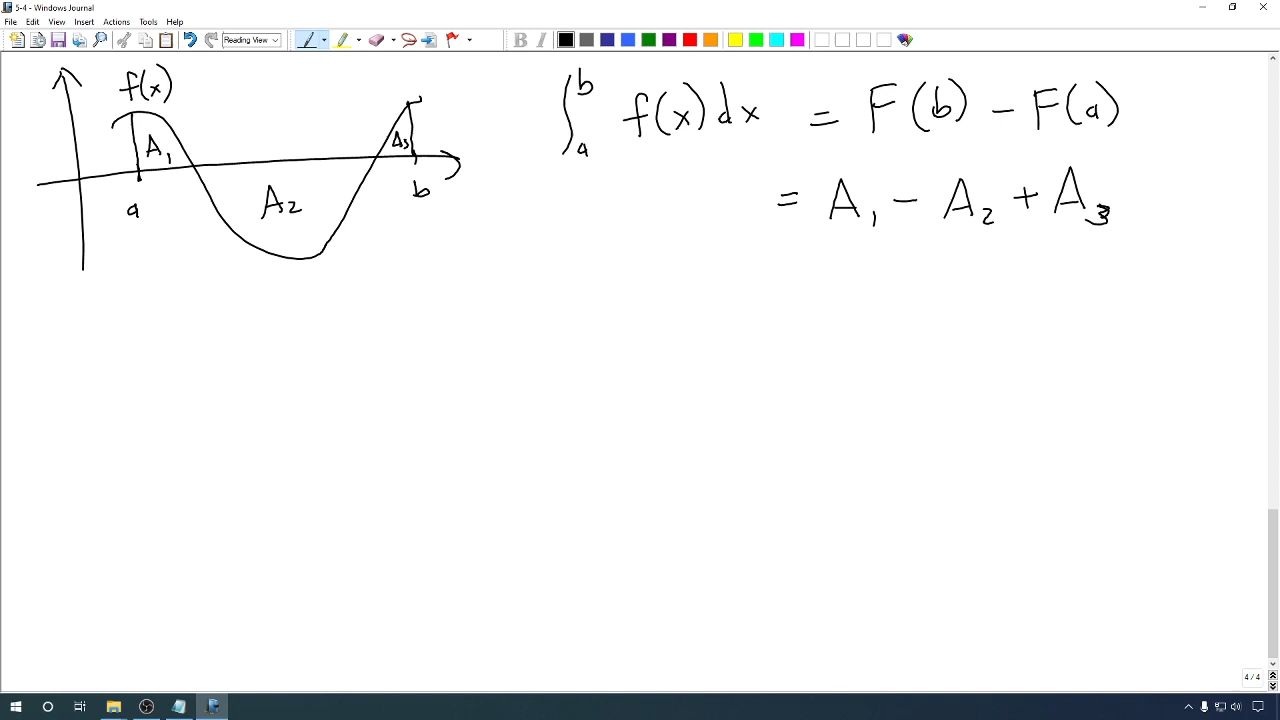 5-4 - Windows Journal
File Edit View Insert Actions Tools Help
Reading View
B I
f(x)
A₁
A₃
A₂
a
b
∫ₐᵇ f(x) dx = F(b) - F(a)
= A₁ - A₂ + A₃
4 / 4